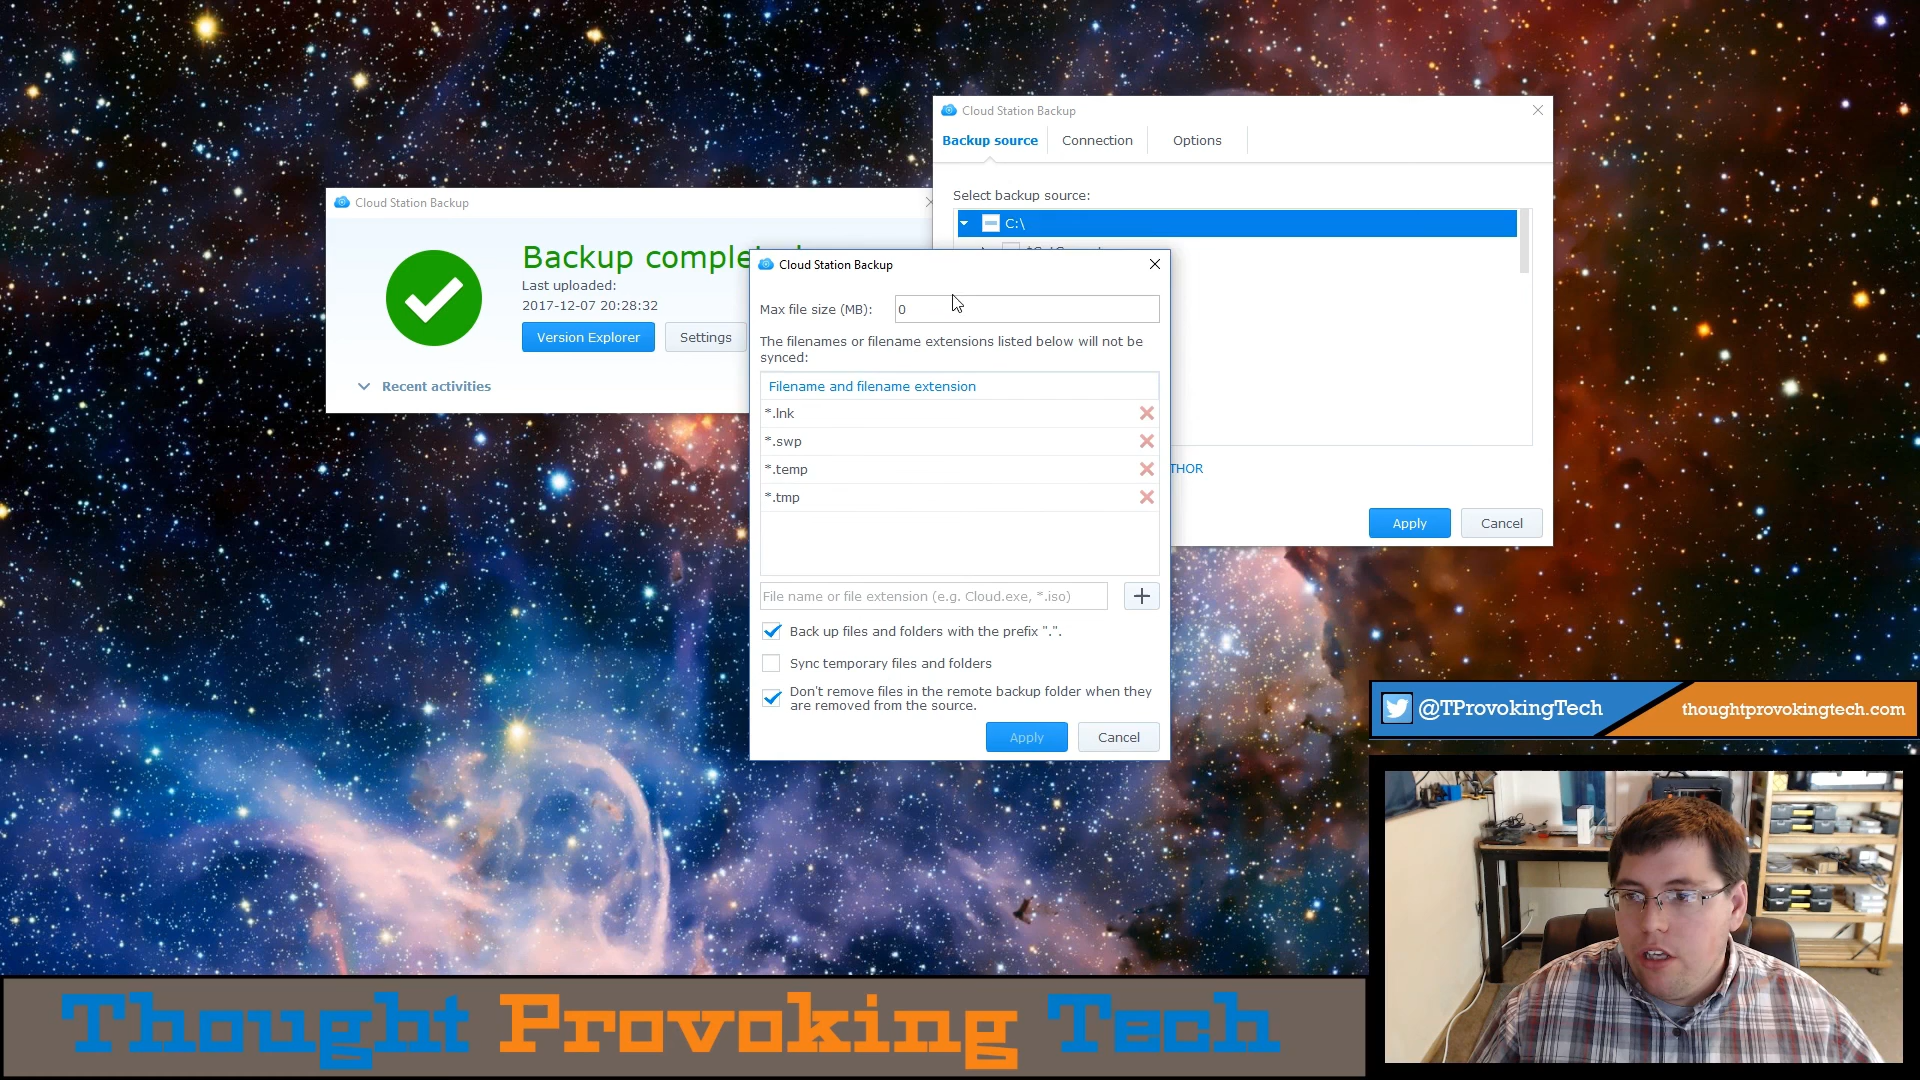 Cloud Station Backup
Backup source
Connection
Options
Select backup source:
C:\
Cloud Station Backup
Backup comple
Last uploaded:
2017-12-07 20:28:32
Version Explorer
Settings
Recent activities
Cloud Station Backup
Max file size (MB):
0
The filenames or filename extensions listed below will not be
synced:
Filename and filename extension
*.lnk
*.swp
*.temp
*.tmp
File name or file extension (e.g. Cloud.exe, *.iso)
Back up files and folders with the prefix ".".
Sync temporary files and folders
Don't remove files in the remote backup folder when they
are removed from the source.
Apply
Cancel
THOR
Apply
Cancel
@TProvokingTech
thoughtprovokingtech.com
Thought Provoking Tech